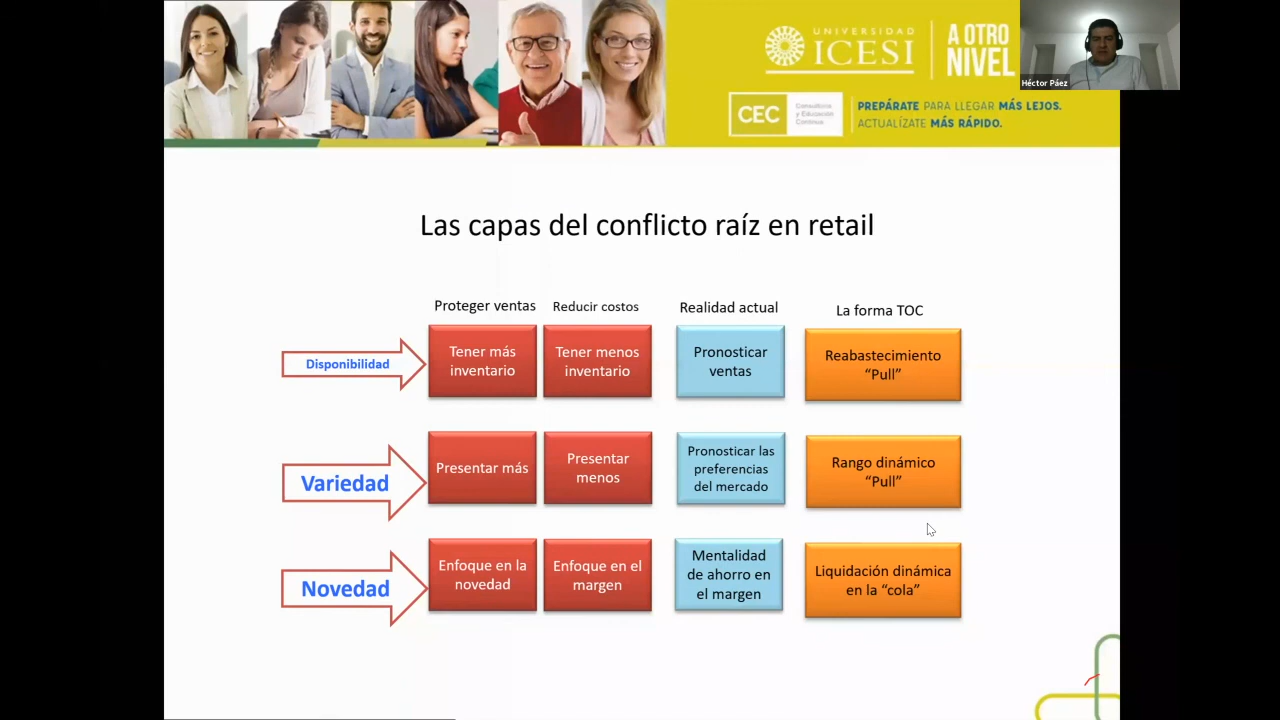 UNIVERSIDAD
ICESI
A OTRO
NIVEL
Héctor Páez
CEC
Consultoría
y Educación
Continua
PREPÁRATE PARA LLEGAR MÁS LEJOS.
ACTUALÍZATE MÁS RÁPIDO.
Las capas del conflicto raíz en retail
Proteger ventas
Reducir costos
Realidad actual
La forma TOC
Disponibilidad
Tener más
inventario
Tener menos
inventario
Pronosticar
ventas
Reabastecimiento
“Pull”
Variedad
Presentar más
Presentar
menos
Pronosticar las
preferencias
del mercado
Rango dinámico
“Pull”
Novedad
Enfoque en la
novedad
Enfoque en el
margen
Mentalidad
de ahorro en
el margen
Liquidación dinámica
en la “cola”